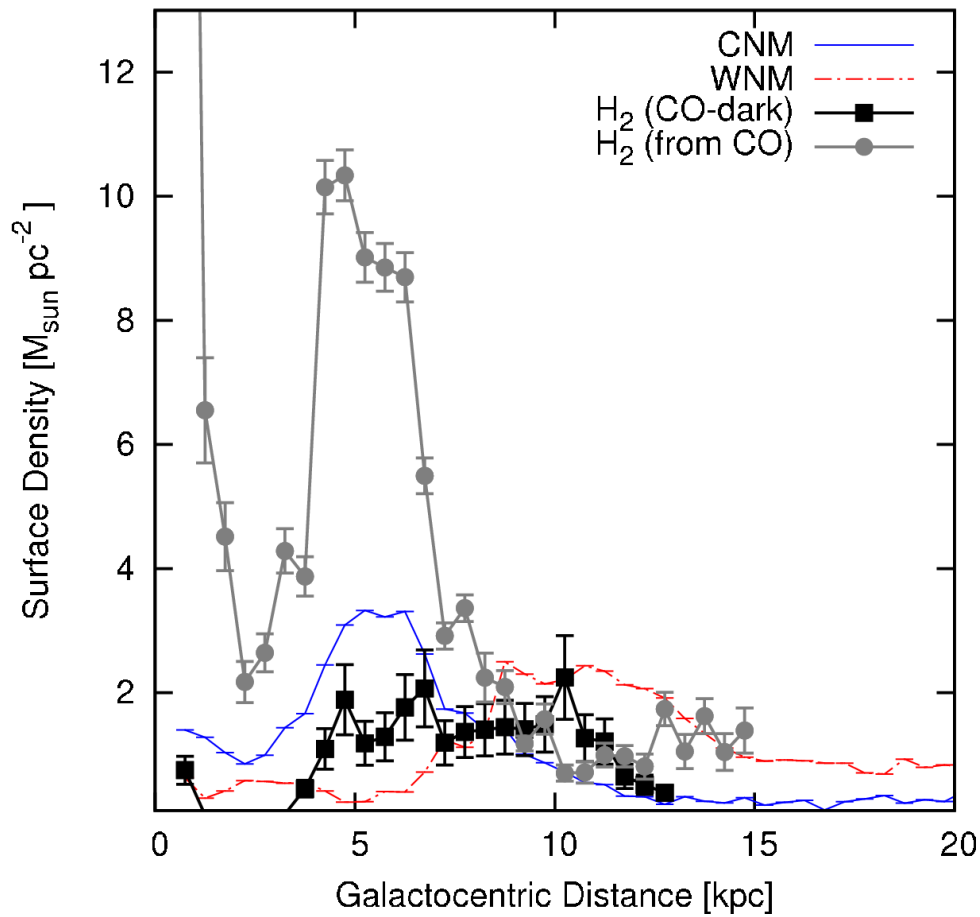 CNM
WNM
H₂ (CO-dark)
H₂ (from CO)
12
10
8
6
4
2
Surface Density [M_sun pc⁻²]
0 5 10 15 20
Galactocentric Distance [kpc]